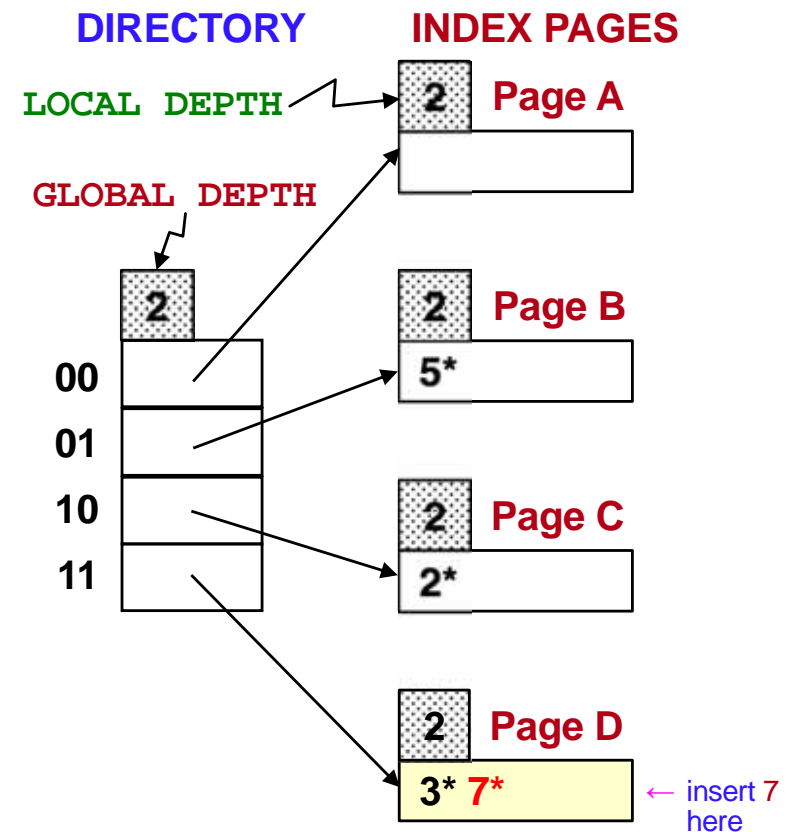 DIRECTORY INDEX PAGES
LOCAL DEPTH
2 Page A
GLOBAL DEPTH
2
2 Page B
00
5*
01
10
2 Page C
11
2*
2 Page D
3* 7*
← insert 7
here